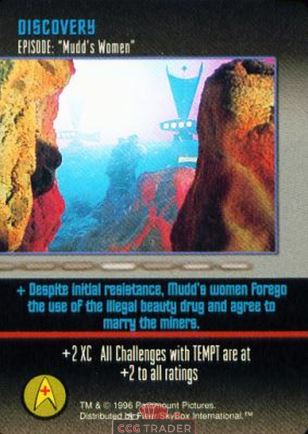 DISCOVERY
EPISODE: "Mudd's Women"
+ Despite initial resistance, Mudd's women forego
the use of the illegal beauty drug and agree to
marry the miners.
+2 XC All Challenges with TEMPT are at
+2 to all ratings
TM & © 1996 Paramount Pictures.
Distributed by Fleer/SkyBox International.™
CCG TRADER